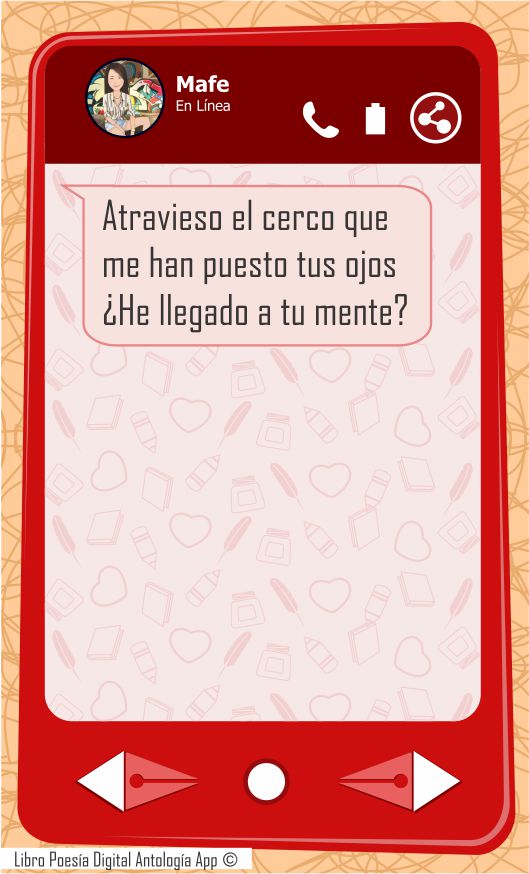 Mafe
En Línea
Atravieso el cerco que
me han puesto tus ojos
¿He llegado a tu mente?
Libro Poesía Digital Antología App ©